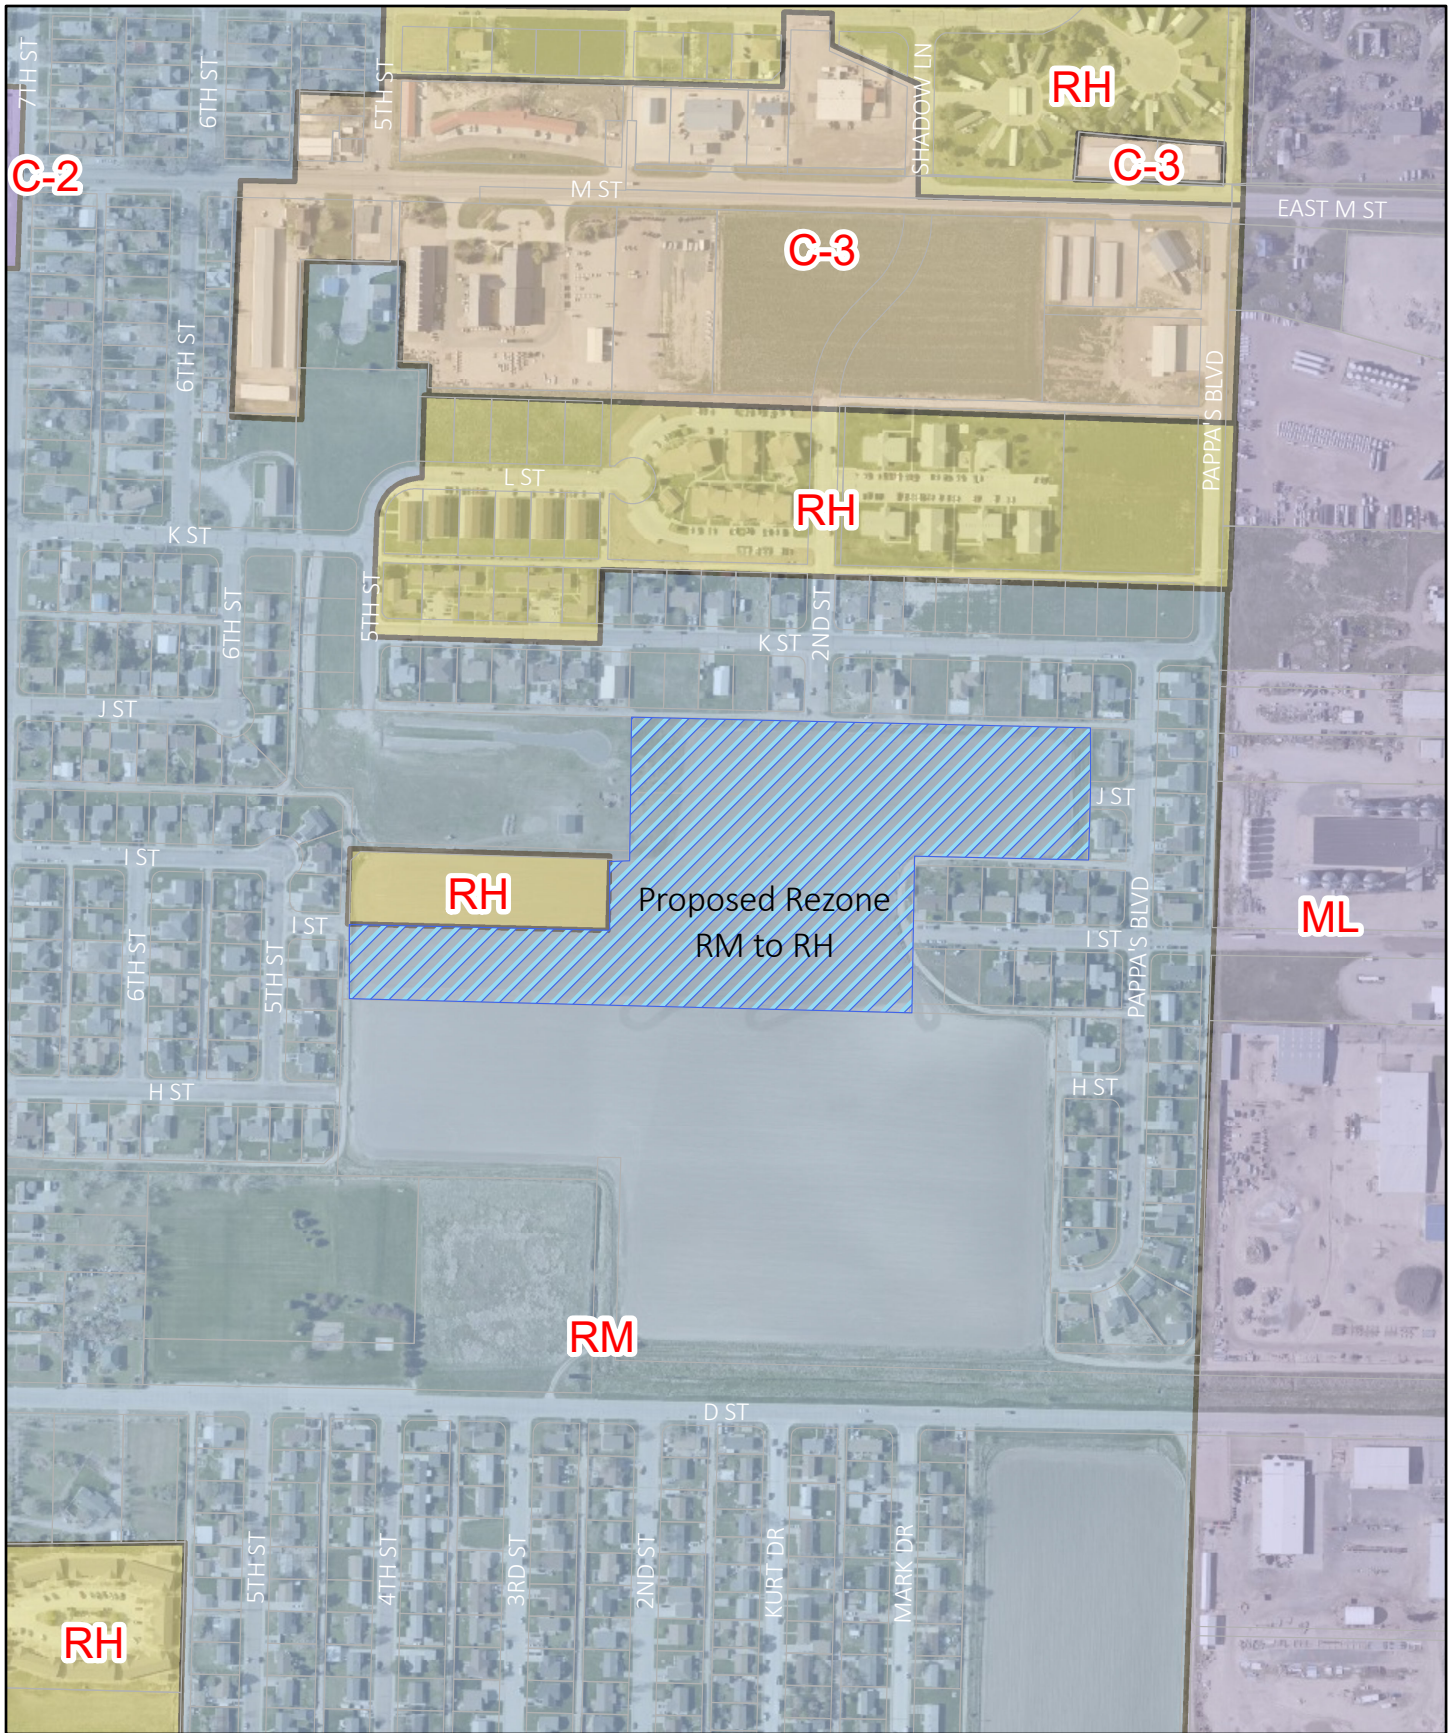 7TH ST
6TH ST
5TH ST
SHADOW LN
RH
C-3
C-2
M ST
EAST M ST
C-3
6TH ST
PAPPA'S BLVD
L ST
RH
K ST
6TH ST
5TH ST
2ND ST
K ST
J ST
J ST
I ST
RH
Proposed Rezone
RM to RH
I ST
I ST
ML
6TH ST
5TH ST
PAPPA'S BLVD
H ST
H ST
RM
D ST
5TH ST
4TH ST
3RD ST
2ND ST
KURT DR
MARK DR
RH